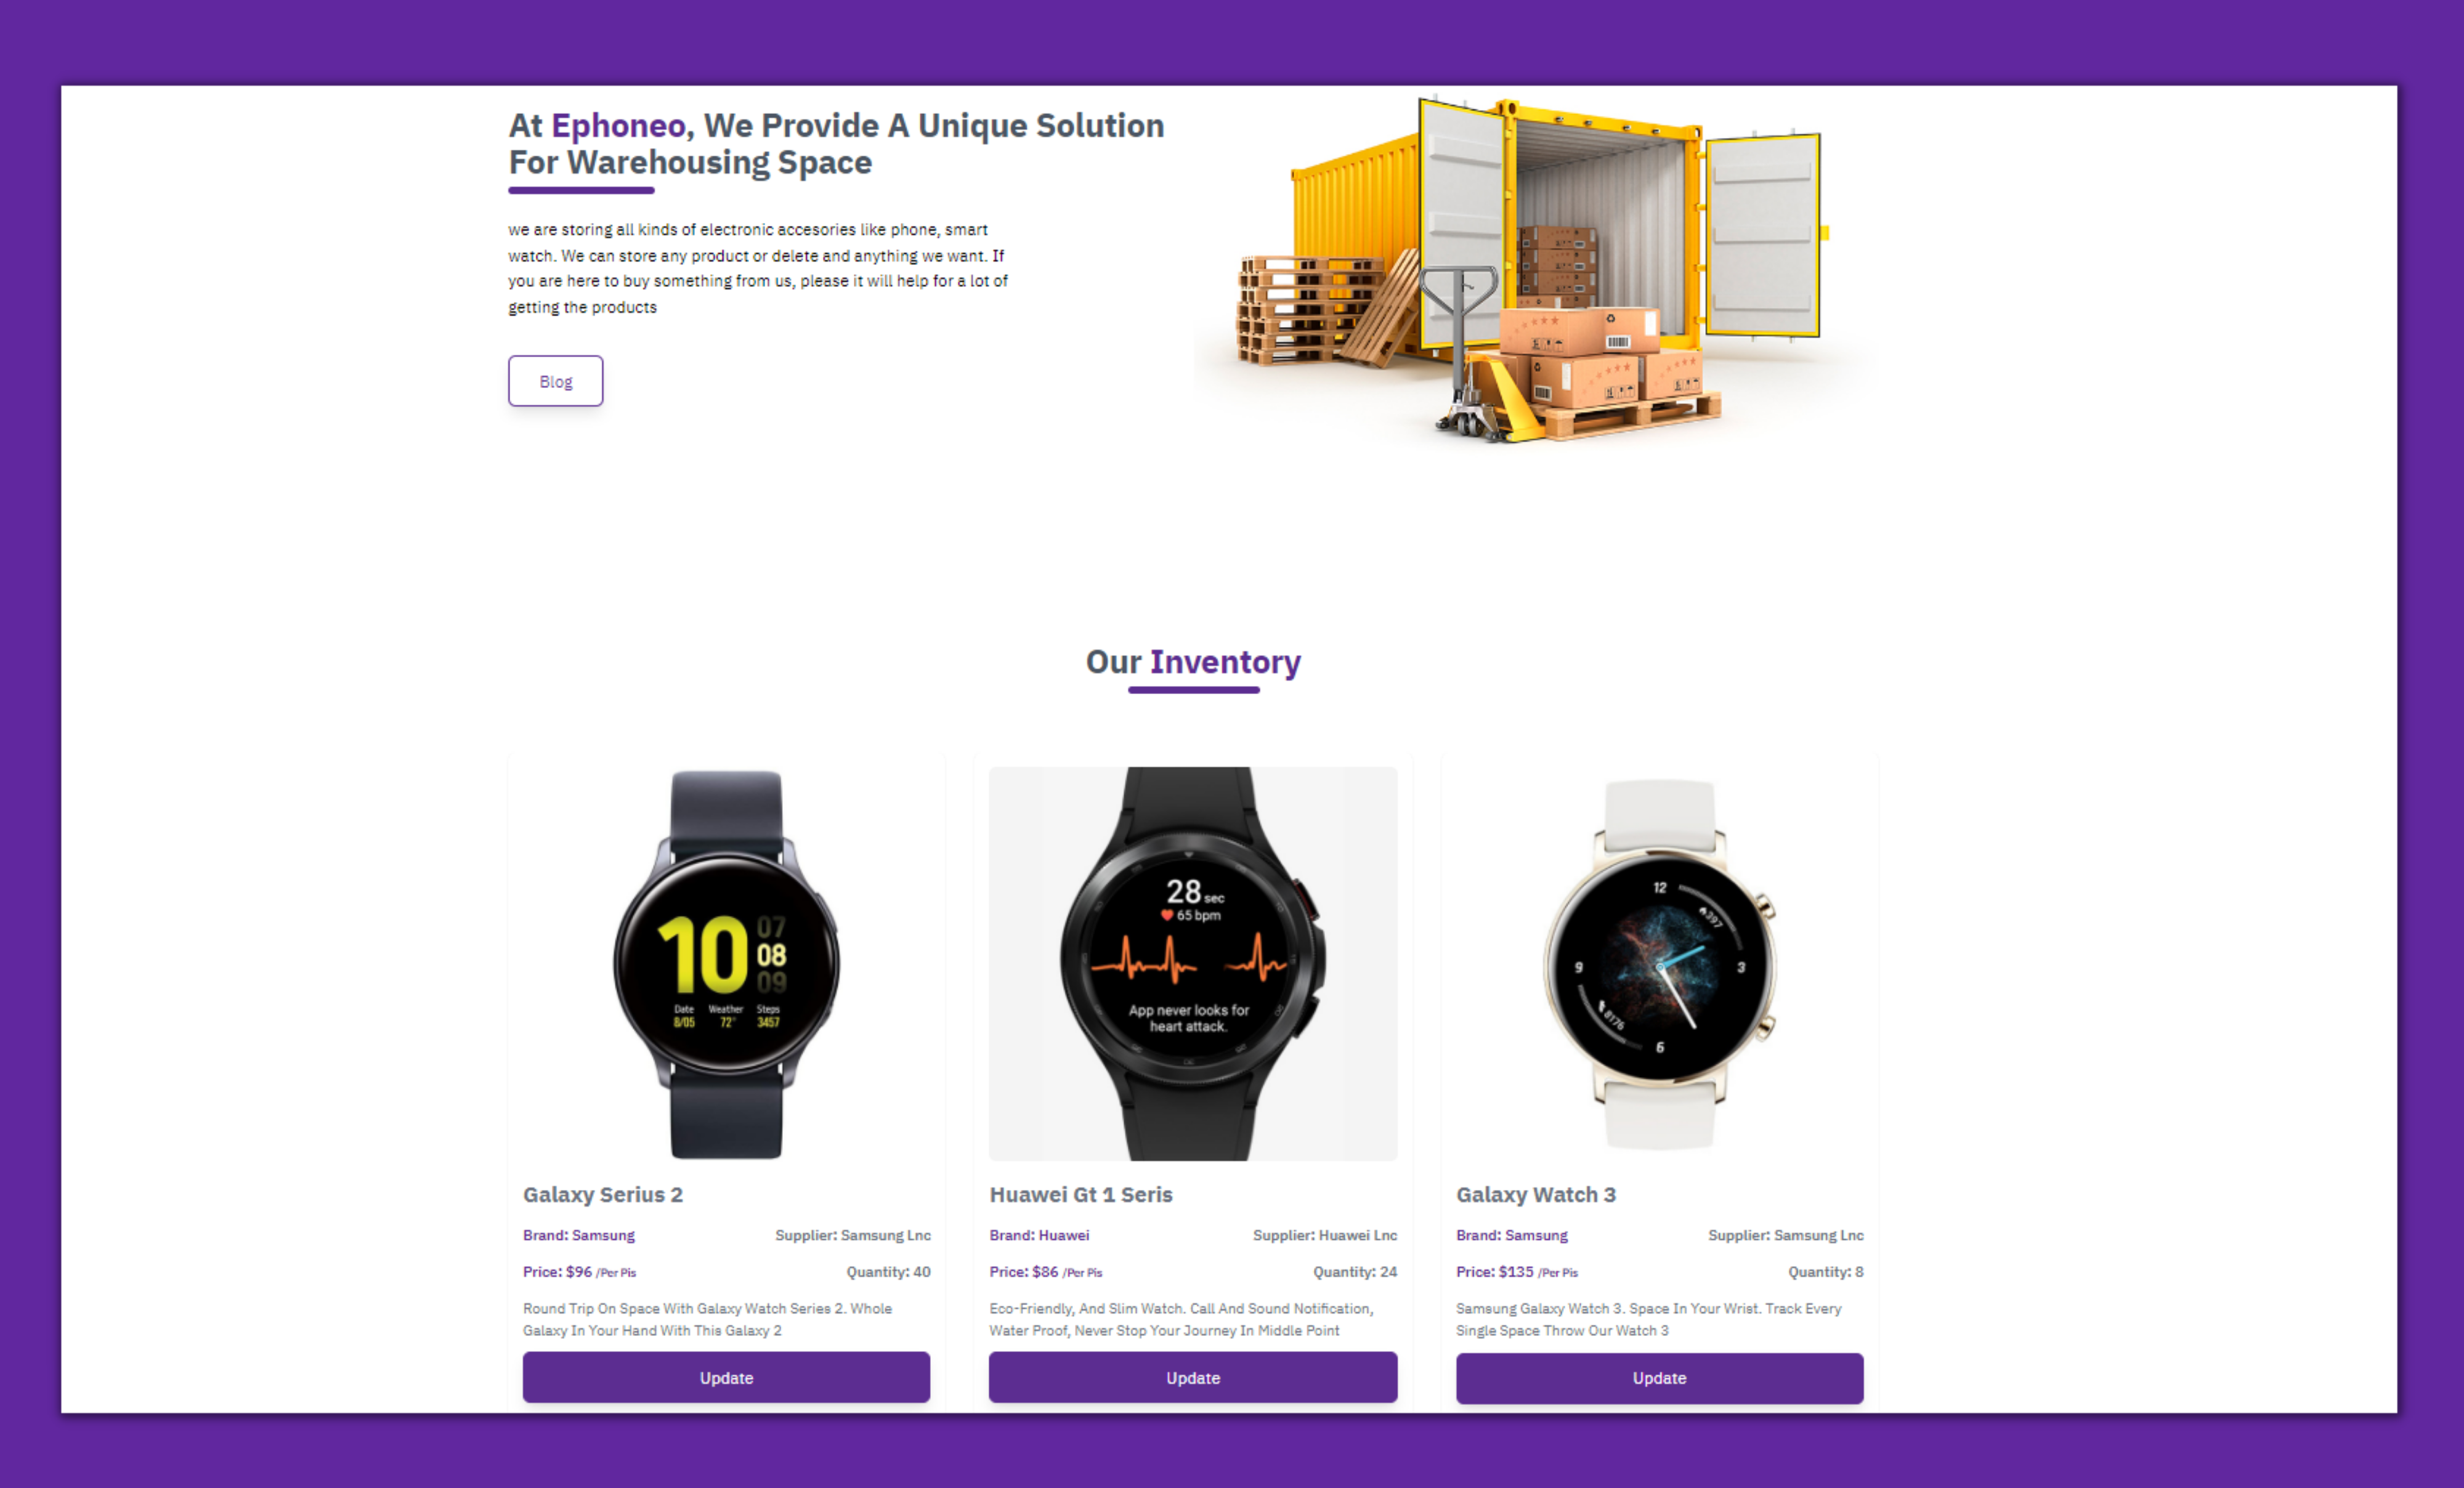 At Ephoneo, We Provide A Unique Solution
For Warehousing Space
we are storing all kinds of electronic accesories like phone, smart
watch. We can store any product or delete and anything we want. If
you are here to buy something from us, please it will help for a lot of
getting the products
Blog
Our Inventory
10
07
08
09
Date Weather Steps
8/05 72° 3457
Galaxy Serius 2
Brand: Samsung Supplier: Samsung Lnc
Price: $96 /Per Pis Quantity: 40
Round Trip On Space With Galaxy Watch Series 2. Whole
Galaxy In Your Hand With This Galaxy 2
Update
28 sec
65 bpm
App never looks for
heart attack.
Huawei Gt 1 Seris
Brand: Huawei Supplier: Huawei Lnc
Price: $86 /Per Pis Quantity: 24
Eco-Friendly, And Slim Watch. Call And Sound Notification,
Water Proof, Never Stop Your Journey In Middle Point
Update
12
397
9
3
8176
6
Galaxy Watch 3
Brand: Samsung Supplier: Samsung Lnc
Price: $135 /Per Pis Quantity: 8
Samsung Galaxy Watch 3. Space In Your Wrist. Track Every
Single Space Throw Our Watch 3
Update